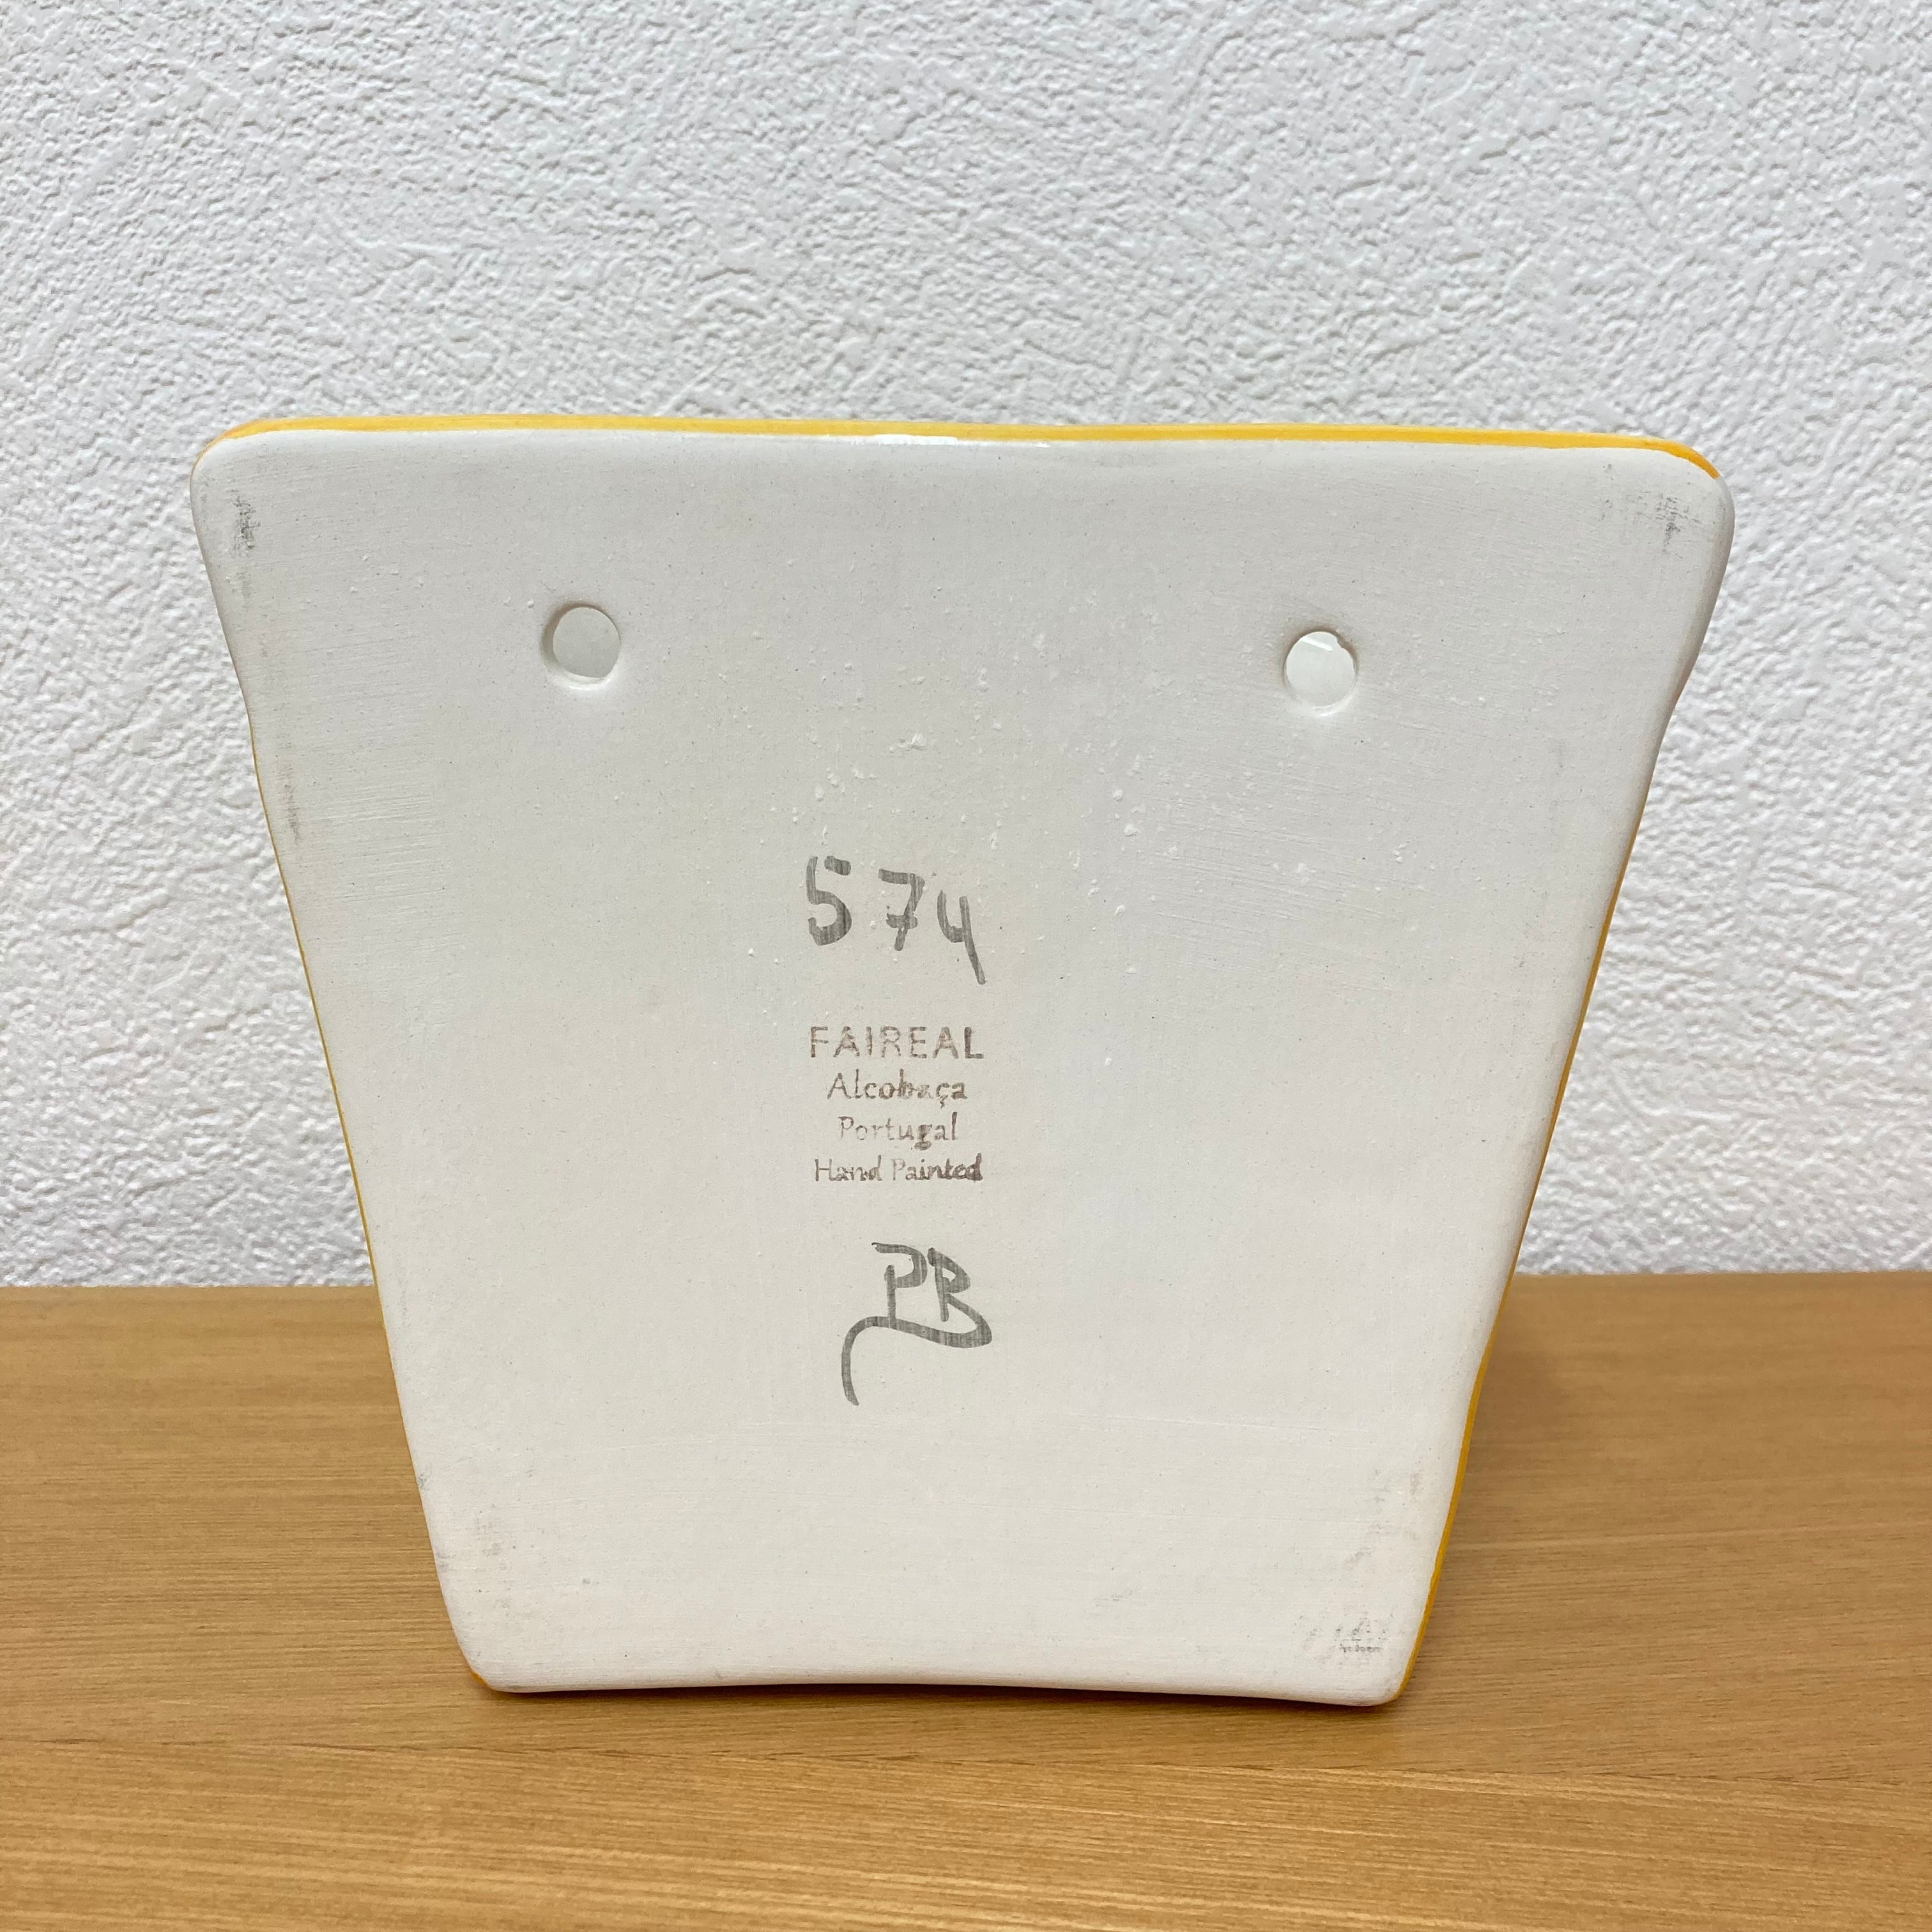 574
FAIREAL
Alcobaça
Portugal
Hand Painted
PB